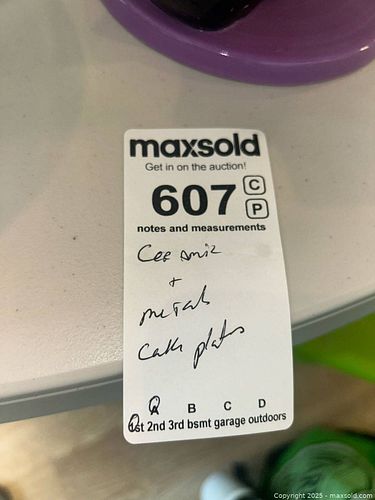 maxsold
Get in on the auction!
607 C
P
notes and measurements
Ceramic
+
metal
cake plates
A B C D
1st 2nd 3rd bsmt garage outdoors
Copyright 2025 - maxsold.com